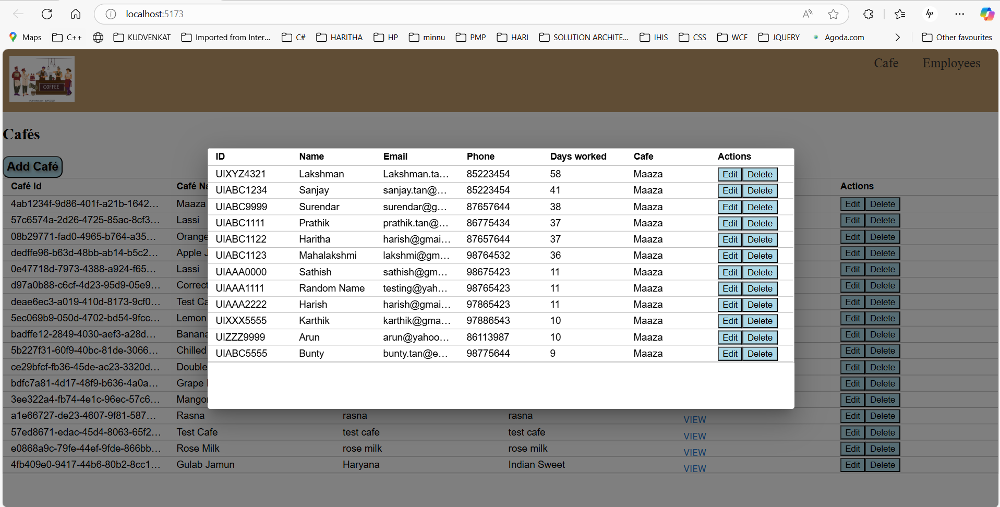 localhost:5173
Maps C++ KUDVENKAT Imported from Inter... C# HARITHA HP minnu PMP HARI SOLUTION ARCHITE... IHIS CSS WCF JQUERY Agoda.com Other favourites
COFFEE
Cafe Employees
Cafés
Add Café
Café Id Café Na Actions
4ab1234f-9d86-401f-a21b-1642... Maaza Edit Delete
57c6574a-2d26-4725-85ac-8cf3... Lassi Edit Delete
08b29771-fad0-4965-b764-a35... Orange Edit Delete
dedffe96-b63d-48bb-ab14-b5c2... Apple J Edit Delete
0e47718d-7973-4388-a924-f65... Lassi Edit Delete
d97a0b88-c6cf-4d23-95d9-05e9... Correct Edit Delete
deae6ec3-a019-410d-8173-9cf0... Test Ca Edit Delete
5ec069b9-050d-4702-bd54-9fcc... Lemon Edit Delete
badffe12-2849-4030-aef3-a28d... Banana Edit Delete
5b227f31-60f9-40bc-81de-3066... Chilled Edit Delete
ce29bfcf-fb36-45de-ac23-3320d... Double Edit Delete
bdfc7a81-4d17-48f9-b636-4a0a... Grape Edit Delete
3ee322a4-fb74-4e1c-96ec-57c6... Mango Edit Delete
a1e66727-de23-4607-9f81-587... Rasna rasna rasna VIEW Edit Delete
57ed8671-edac-45d4-8063-65f2... Test Cafe test cafe test cafe VIEW Edit Delete
e0868a9c-79fe-44ef-9fde-866bb... Rose Milk rose milk rose milk VIEW Edit Delete
4fb409e0-9417-44b6-80b2-8cc1... Gulab Jamun Haryana Indian Sweet VIEW Edit Delete
ID Name Email Phone Days worked Cafe Actions
UIXYZ4321 Lakshman Lakshman.ta... 85223454 58 Maaza Edit Delete
UIABC1234 Sanjay sanjay.tan@... 85223454 41 Maaza Edit Delete
UIABC9999 Surendar surendar@g... 87657644 38 Maaza Edit Delete
UIABC1111 Prathik prathik.tan@... 86775434 37 Maaza Edit Delete
UIABC1122 Haritha harish@gmai... 87657644 37 Maaza Edit Delete
UIABC1123 Mahalakshmi lakshmi@gm... 98764532 36 Maaza Edit Delete
UIAAA0000 Sathish sathish@gm... 98675423 11 Maaza Edit Delete
UIAAA1111 Random Name testing@yah... 98765423 11 Maaza Edit Delete
UIAAA2222 Harish harish@gmai... 97865423 11 Maaza Edit Delete
UIXXX5555 Karthik karthik@gma... 97886543 10 Maaza Edit Delete
UIZZZ9999 Arun arun@yahoo... 86113987 10 Maaza Edit Delete
UIABC5555 Bunty bunty.tan@e... 98775644 9 Maaza Edit Delete